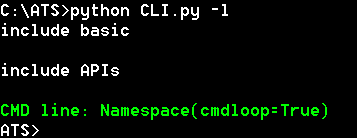 C:\ATS>python CLI.py -l
include basic
include APIs
CMD line: Namespace(cmdloop=True)
ATS>